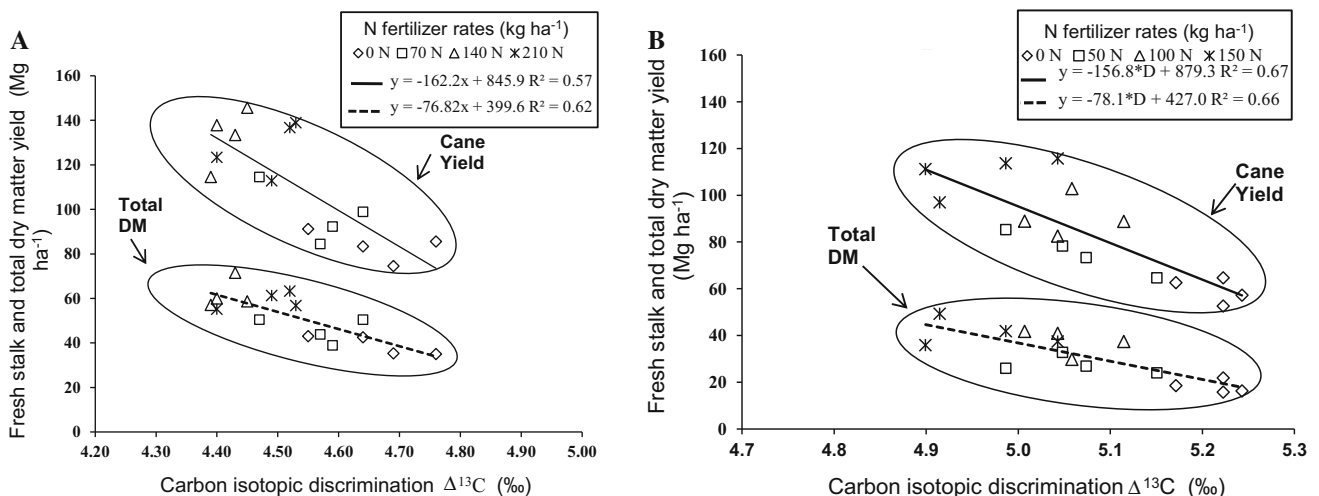 A
N fertilizer rates (kg ha-1)
0 N 70 N 140 N 210 N
y = -162.2x + 845.9 R² = 0.57
y = -76.82x + 399.6 R² = 0.62
Fresh stalk and total dry matter yield (Mg
ha-1)
160
140
120
100
80
60
40
20
0
Cane
Yield
Total
DM
4.20 4.30 4.40 4.50 4.60 4.70 4.80 4.90 5.00
Carbon isotopic discrimination Δ13C (‰)
B
N fertilizer rates (kg ha-1)
0 N 50 N 100 N 150 N
y = -156.8*D + 879.3 R² = 0.67
y = -78.1*D + 427.0 R² = 0.66
Fresh stalk and total dry matter yield
(Mg ha-1)
160
140
120
100
80
60
40
20
0
Cane
Yield
Total
DM
4.7 4.8 4.9 5.0 5.1 5.2 5.3
Carbon isotopic discrimination Δ13C (‰)